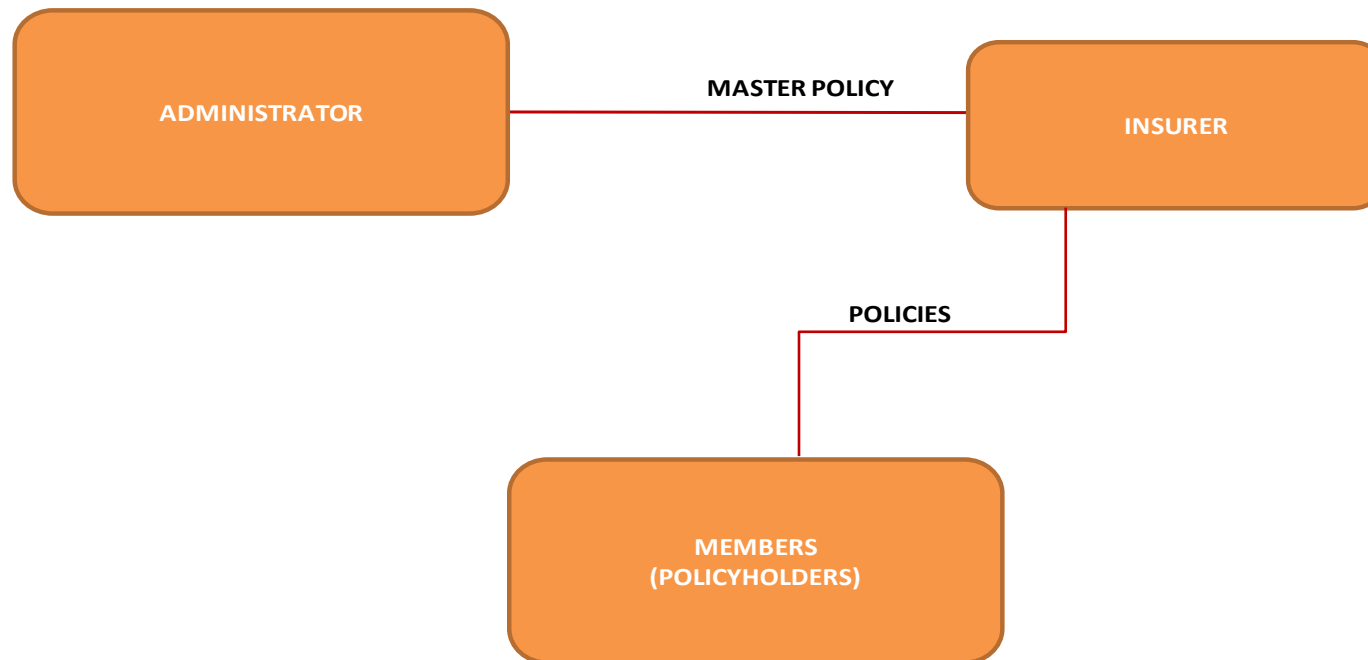 MASTER POLICY
ADMINISTRATOR
INSURER
POLICIES
MEMBERS
(POLICYHOLDERS)